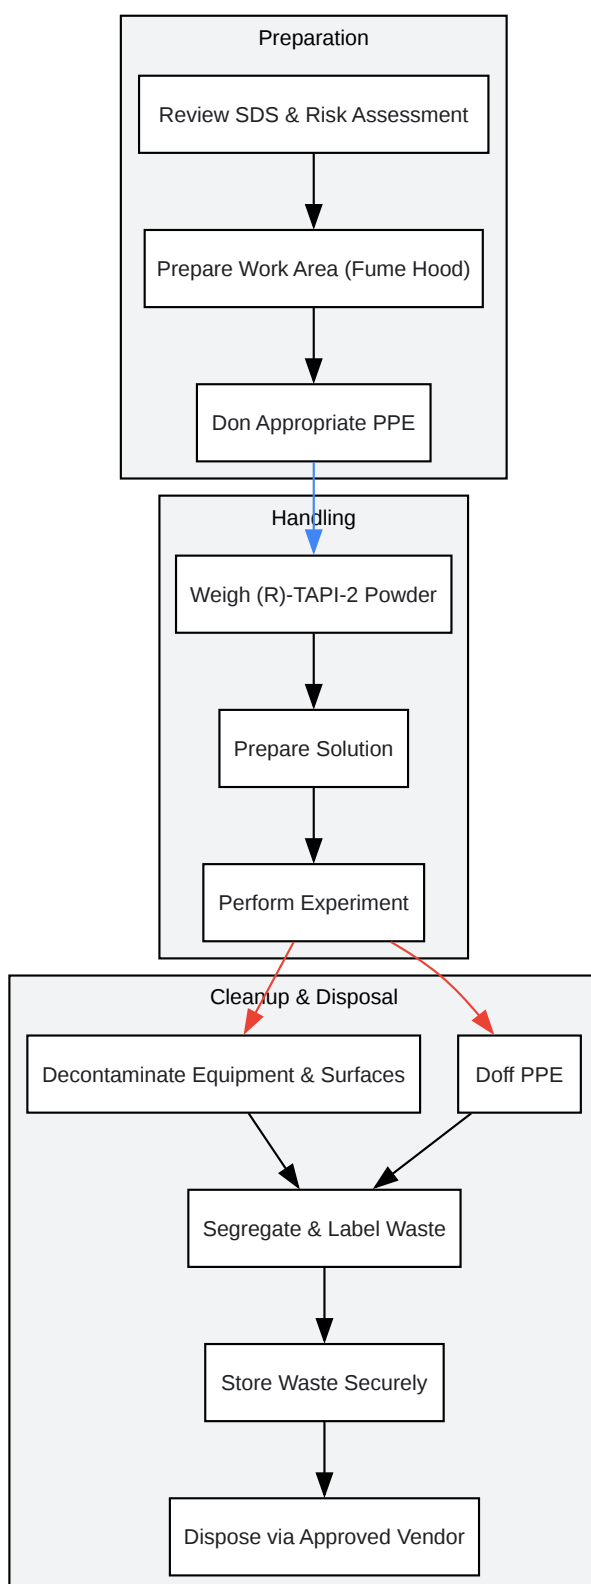 Preparation
Review SDS & Risk Assessment
Prepare Work Area (Fume Hood)
Don Appropriate PPE
Handling
Weigh (R)-TAPI-2 Powder
Prepare Solution
Perform Experiment
Cleanup & Disposal
Decontaminate Equipment & Surfaces
Doff PPE
Segregate & Label Waste
Store Waste Securely
Dispose via Approved Vendor